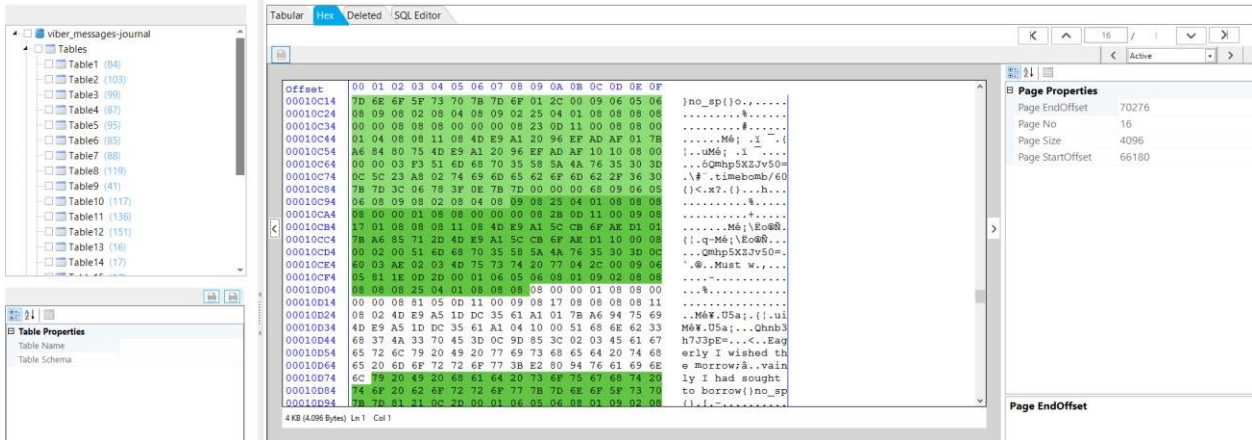 Tabular Hex Deleted SQL Editor
viber_messages-journal
Tables
Table1 (84)
Table2 (103)
Table3 (99)
Table4 (87)
Table5 (95)
Table6 (85)
Table7 (88)
Table8 (119)
Table9 (41)
Table10 (117)
Table11 (136)
Table12 (151)
Table13 (16)
Table14 (17)
Table Properties
Table Name
Table Schema
16 /
Active
Offset 00 01 02 03 04 05 06 07 08 09 0A 0B 0C 0D 0E 0F
00010C14 7D 6E 6F 5F 73 70 7B 7D 6F 01 2C 00 09 06 05 06 }no_sp{}o.,.....
00010C24 08 09 08 02 08 04 08 09 02 25 04 01 08 08 08 08 .........%......
00010C34 00 00 08 08 08 00 00 00 08 23 0D 11 00 08 08 00 .........#......
00010C44 01 04 08 08 11 08 4D E9 A1 20 96 EF AD AF 01 7B
00010C54 A6 84 80 75 4D E9 A1 20 96 EF AD AF 10 10 08 00
00010C64 00 00 03 F3 51 6D 68 70 35 58 5A 4A 76 35 30 3D ...óQmhp5XZJv50=
00010C74 0C 5C 23 A8 02 74 69 6D 65 62 6F 6D 62 2F 36 30 .\#¨.timebomb/60
00010C84 7B 7D 3C 06 78 3F 0E 7B 7D 00 00 00 68 09 06 05 {}<.x?.{}...h...
00010C94 06 08 09 08 02 08 04 08 09 08 25 04 01 08 08 08 ..........%.....
00010CA4 08 00 00 01 08 08 00 00 00 08 2B 0D 11 00 09 08 ..........+.....
00010CB4 17 01 08 08 08 11 08 4D E9 A1 5C CB 6F AE D1 01 .......Mé¡\Ëo®Ñ.
00010CC4 7B A6 85 71 2D 4D E9 A1 5C CB 6F AE D1 10 00 08 {¦.q-Mé¡\Ëo®Ñ...
00010CD4 00 02 00 51 6D 68 70 35 58 5A 4A 76 35 30 3D 0C ...Qmhp5XZJv50=.
00010CE4 60 03 AE 02 03 4D 75 73 74 20 77 04 2C 00 09 06 `.®..Must w.,...
00010CF4 05 81 1E 0D 2D 00 01 06 05 06 08 01 09 02 08 08 ....-...........
00010D04 08 08 08 25 04 01 08 08 08 08 00 00 01 08 08 00 ...%............
00010D14 00 00 08 81 05 0D 11 00 09 08 17 08 08 08 08 11 ................
00010D24 08 02 4D E9 A5 1D DC 35 61 A1 01 7B A6 94 75 69 ..Mé¥.Ü5a¡.{¦.ui
00010D34 4D E9 A5 1D DC 35 61 A1 04 10 00 51 68 6E 62 33 Mé¥.Ü5a¡...Qhnb3
00010D44 68 37 4A 33 70 45 3D 0C 9D 85 3C 02 03 45 61 67 h7J3pE=...<..Eag
00010D54 65 72 6C 79 20 49 20 77 69 73 68 65 64 20 74 68 erly I wished th
00010D64 65 20 6D 6F 72 72 6F 77 3B E2 80 94 76 61 69 6E e morrow;â..vain
00010D74 6C 79 20 49 20 68 61 64 20 73 6F 75 67 68 74 20 ly I had sought
00010D84 74 6F 20 62 6F 72 72 6F 77 7B 7D 6E 6F 5F 73 70 to borrow{}no_sp
00010D94 7B 7D 81 21 0C 2D 00 01 06 05 06 08 01 09 02 08 {}.!.-..........
4 KB (4.096 Bytes) Ln 1 Col 1
Page Properties
Page EndOffset 70276
Page No 16
Page Size 4096
Page StartOffset 66180
Page EndOffset